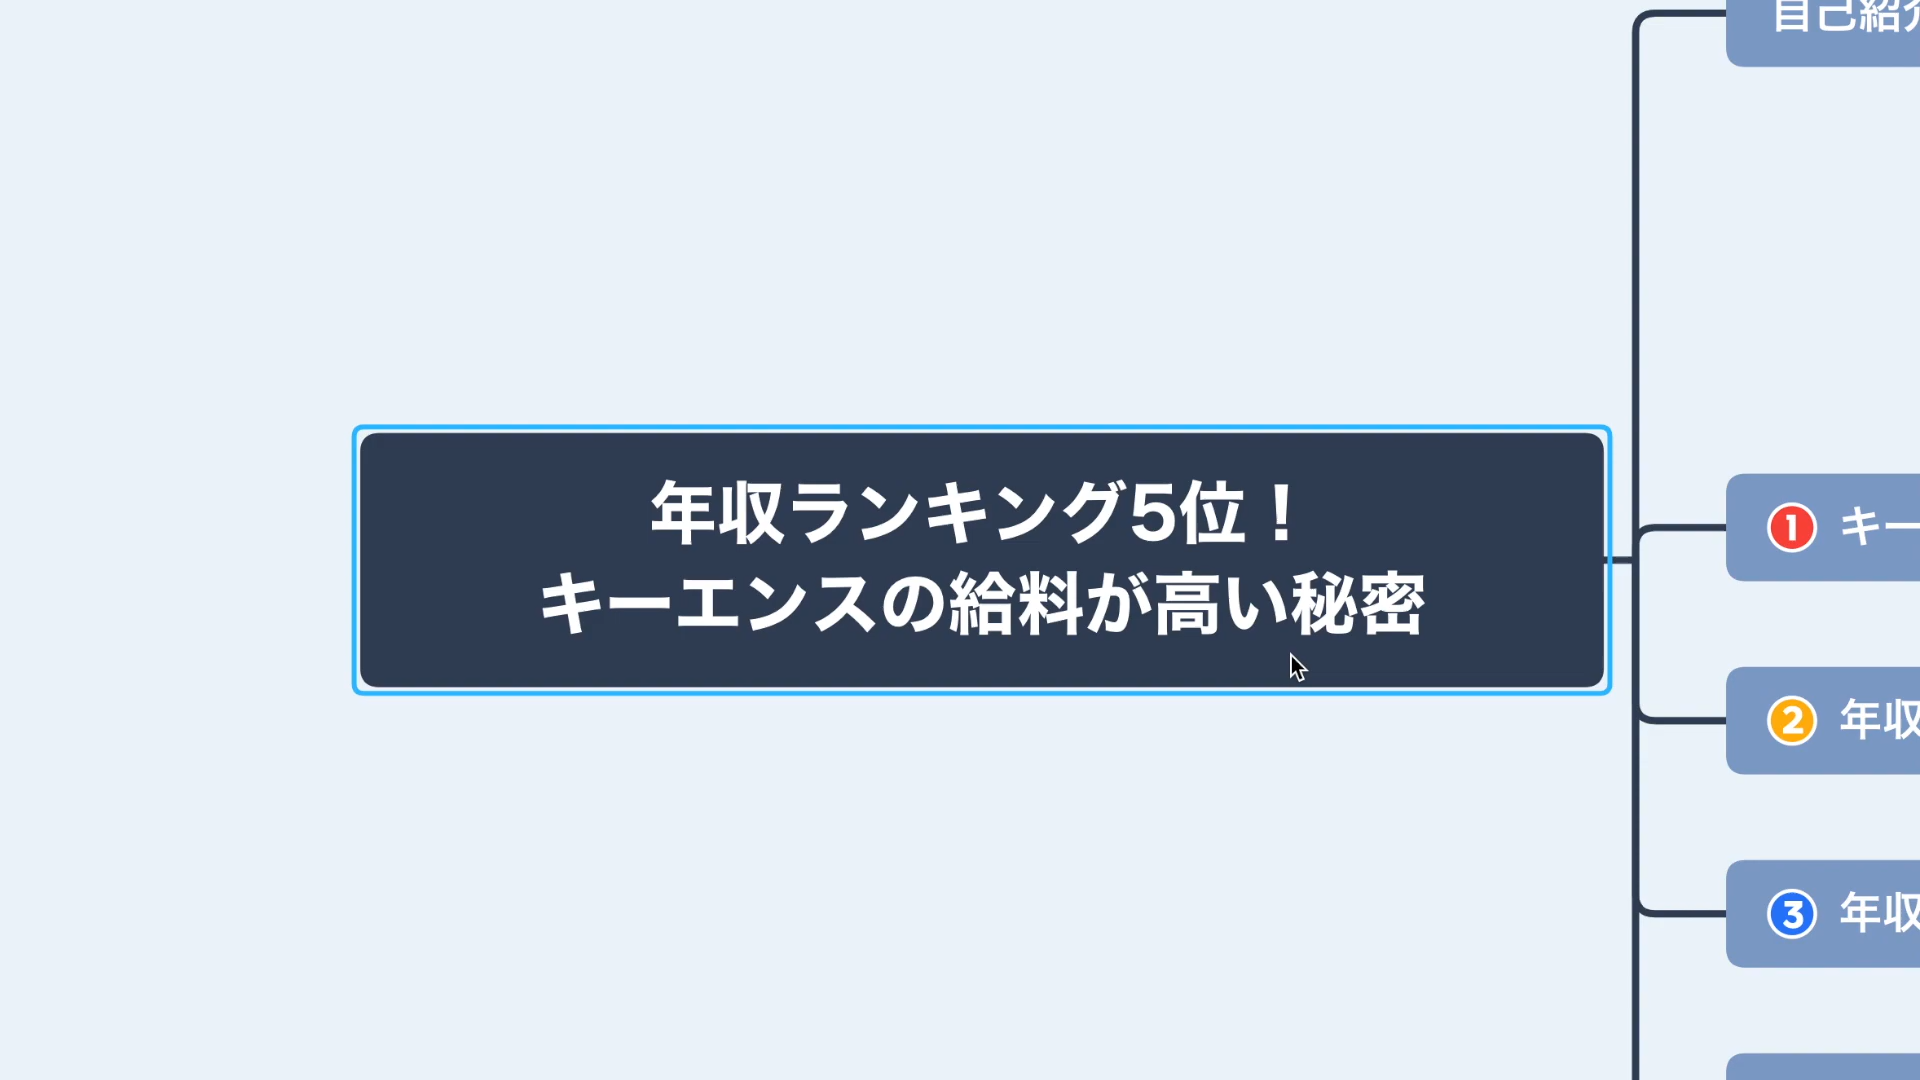 自己紹介
年収ランキング5位！
キーエンスの給料が高い秘密
1 キー
2 年収
3 年収